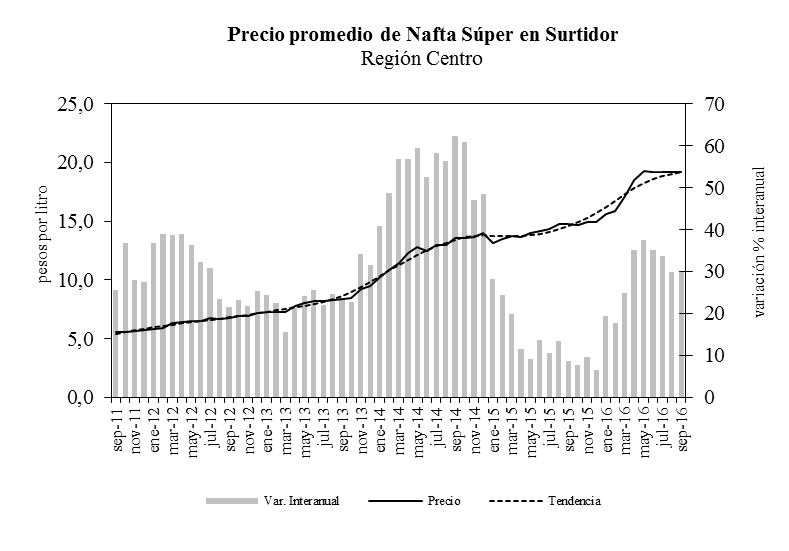 Precio promedio de Nafta Súper en Surtidor
Región Centro
pesos por litro
25,0
20,0
15,0
10,0
5,0
0,0
70
60
50
40
30
20
10
0
variación % interanual
sep-11
nov-11
ene-12
mar-12
may-12
jul-12
sep-12
nov-12
ene-13
mar-13
may-13
jul-13
sep-13
nov-13
ene-14
mar-14
may-14
jul-14
sep-14
nov-14
ene-15
mar-15
may-15
jul-15
sep-15
nov-15
ene-16
mar-16
may-16
jul-16
sep-16
Var. Interanual Precio Tendencia